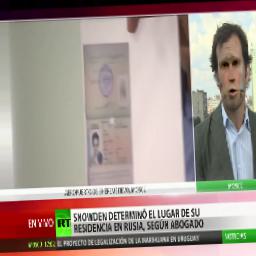 MOSCÚ
EN VIVO
RT
SNOWDEN DETERMINÓ EL LUGAR DE SU
RESIDENCIA EN RUSIA, SEGÚN ABOGADO
NOTICIAS
EL PROYECTO DE LEGALIZACIÓN DE LA MARIHUANA EN URUGUAY